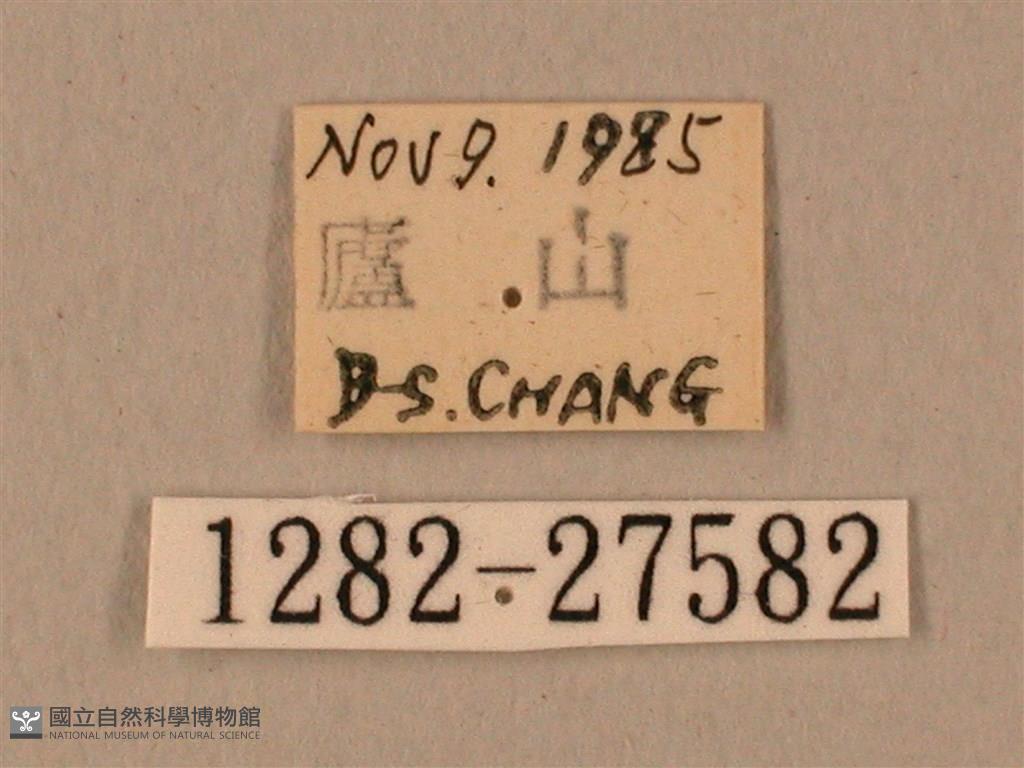 Nov 9. 1985
廬山
B-S. CHANG
1282-27582
國立自然科學博物館
NATIONAL MUSEUM OF NATURAL SCIENCE